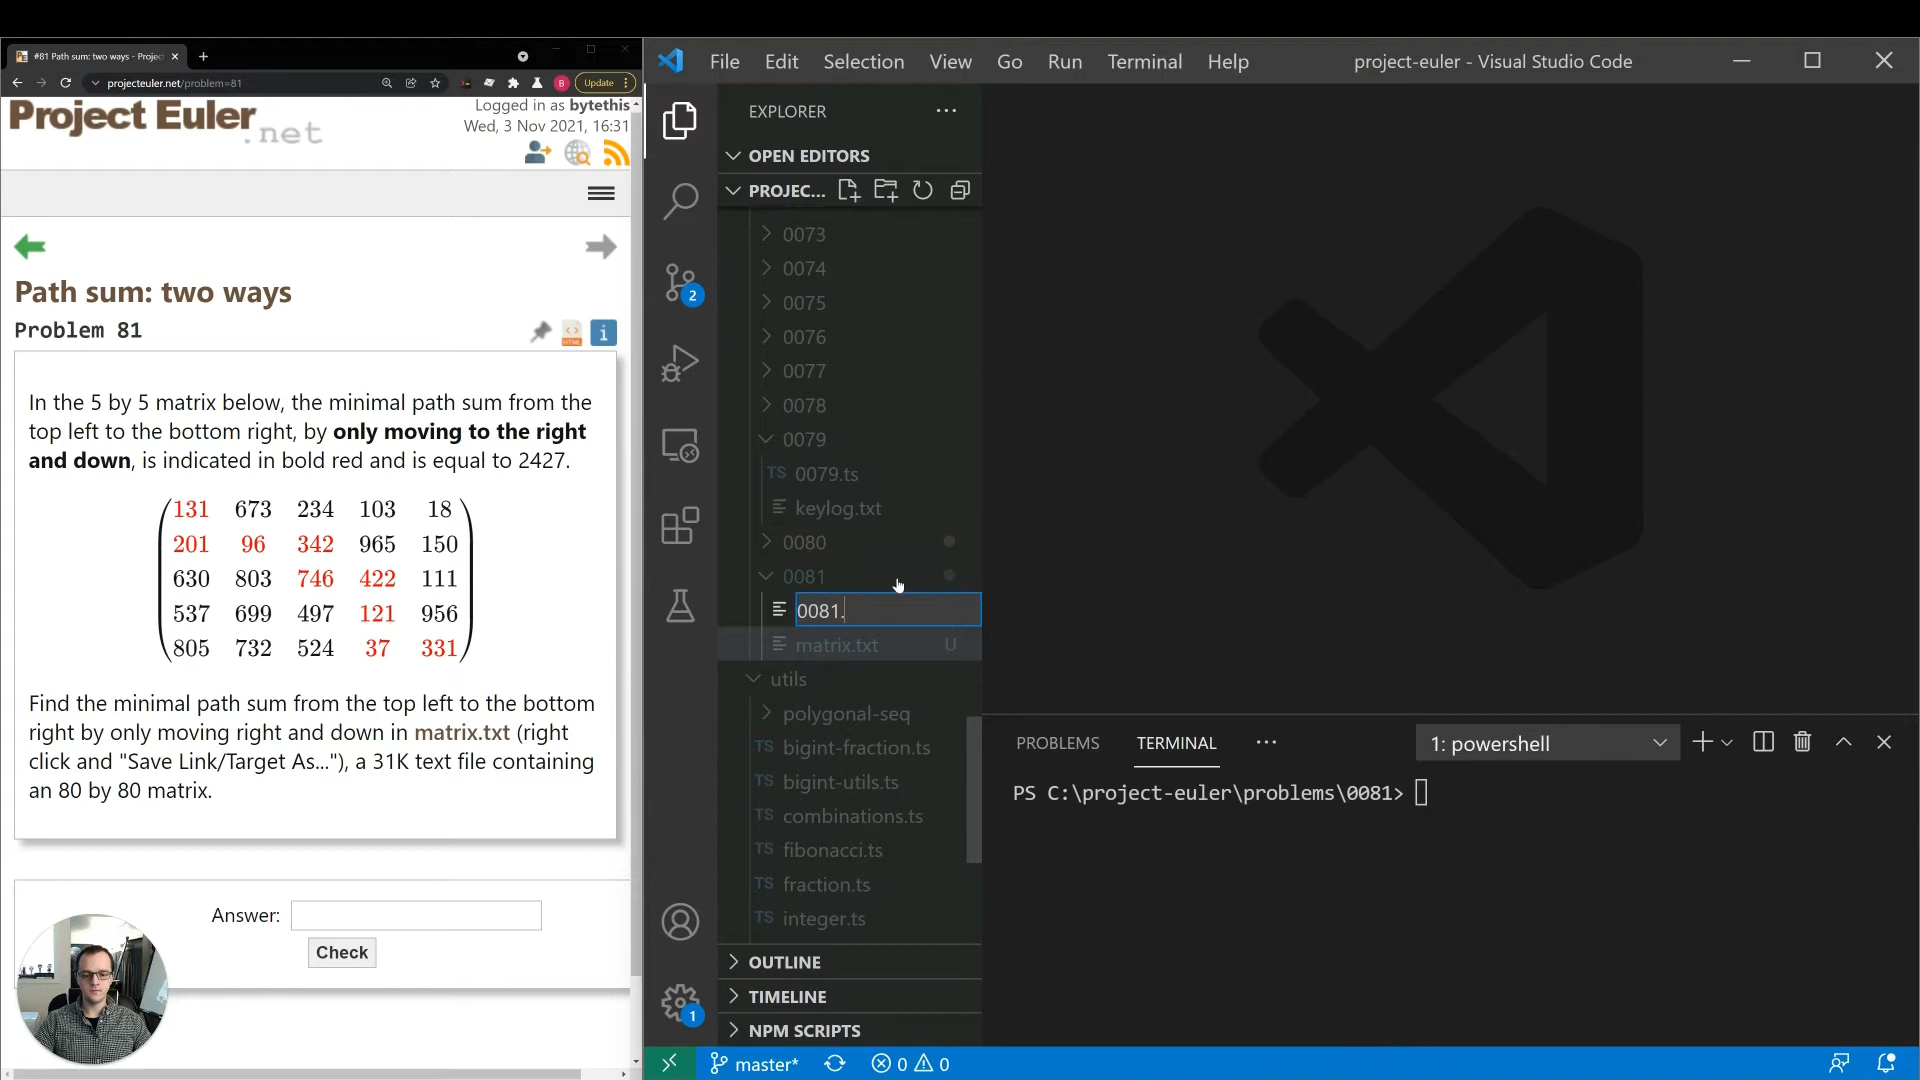 #81 Path sum: two ways - Projec
projecteuler.net/problem=81
B
Update
Project Euler
.net
Logged in as bytethis
Wed, 3 Nov 2021, 16:31
Path sum: two ways
Problem 81
HTML
i
In the 5 by 5 matrix below, the minimal path sum from the
top left to the bottom right, by only moving to the right
and down, is indicated in bold red and is equal to 2427.
131 673 234 103 18
201 96 342 965 150
630 803 746 422 111
537 699 497 121 956
805 732 524 37 331
Find the minimal path sum from the top left to the bottom
right by only moving right and down in matrix.txt (right
click and "Save Link/Target As..."), a 31K text file containing
an 80 by 80 matrix.
Answer:
Check
File Edit Selection View Go Run Terminal Help
project-euler - Visual Studio Code
EXPLORER
OPEN EDITORS
PROJEC...
2
0073
0074
0075
0076
0077
0078
0079
TS 0079.ts
keylog.txt
0080
0081
0081.
matrix.txt U
utils
polygonal-seq
TS bigint-fraction.ts
TS bigint-utils.ts
TS combinations.ts
TS fibonacci.ts
TS fraction.ts
TS integer.ts
OUTLINE
TIMELINE
NPM SCRIPTS
1
PROBLEMS TERMINAL ...
1: powershell
PS C:\project-euler\problems\0081>
master*
0 0